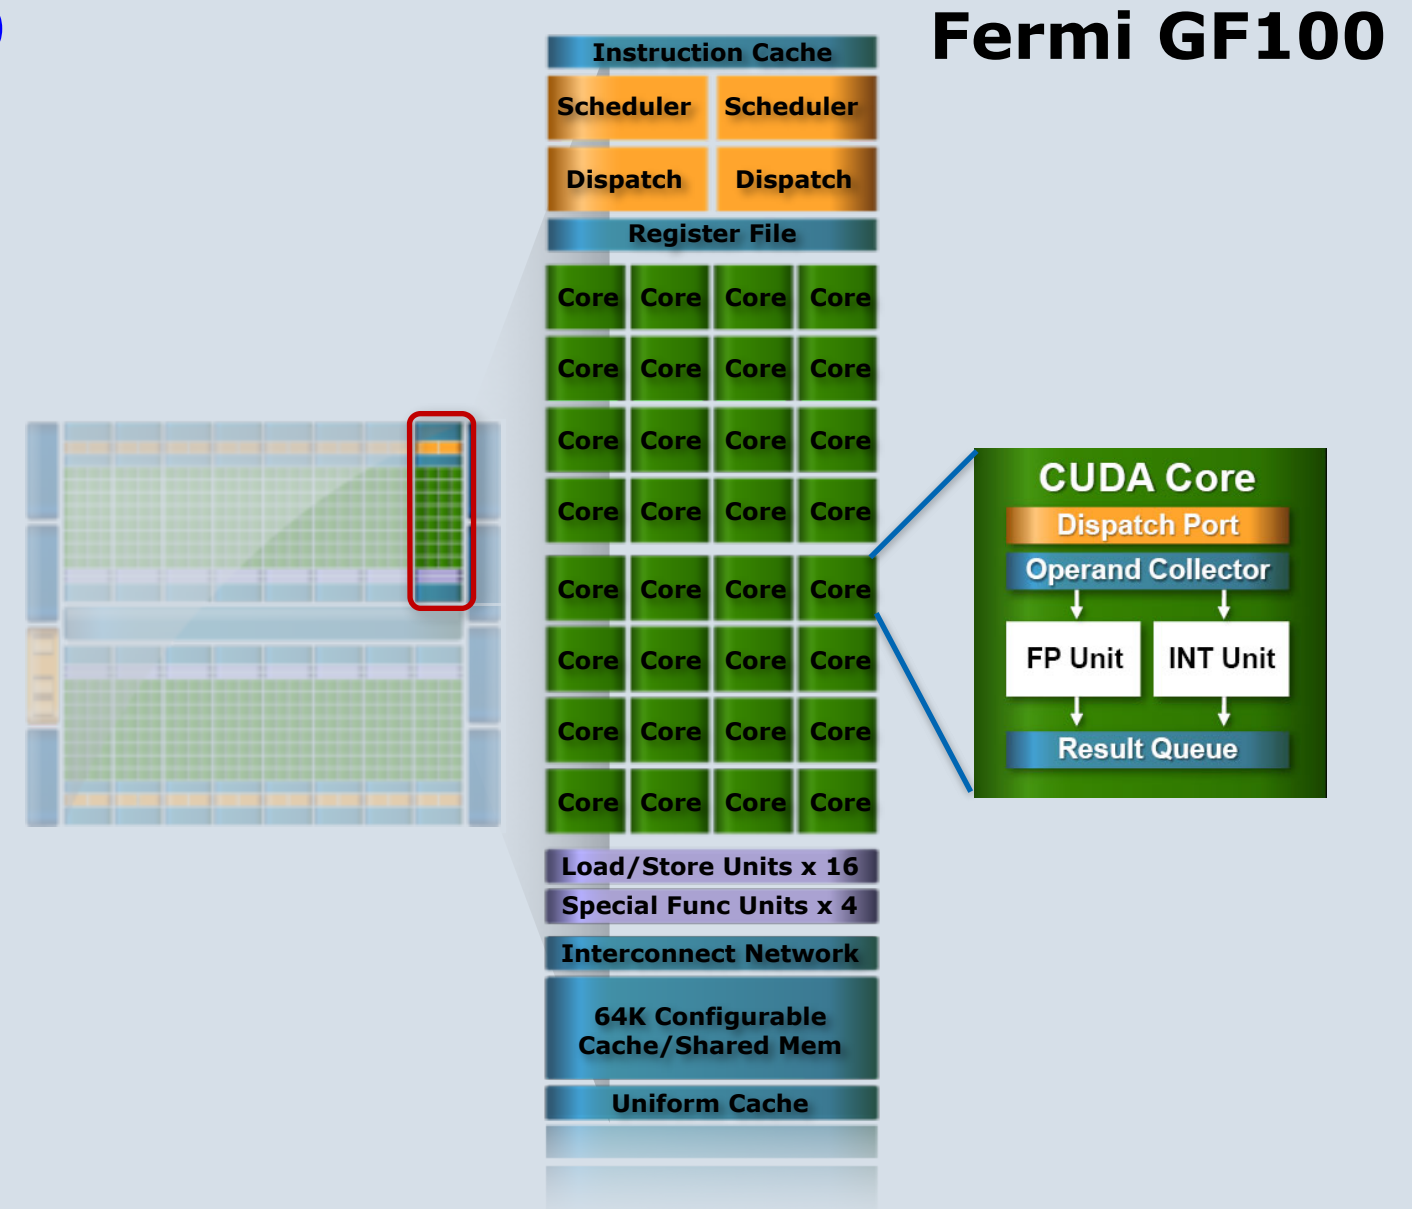 Fermi GF100
Instruction Cache
Scheduler Scheduler
Dispatch Dispatch
Register File
Core Core Core Core
Core Core Core Core
Core Core Core Core
Core Core Core Core
Core Core Core Core
Core Core Core Core
Core Core Core Core
Core Core Core Core
Load/Store Units x 16
Special Func Units x 4
Interconnect Network
64K Configurable
Cache/Shared Mem
Uniform Cache
CUDA Core
Dispatch Port
Operand Collector
FP Unit INT Unit
Result Queue